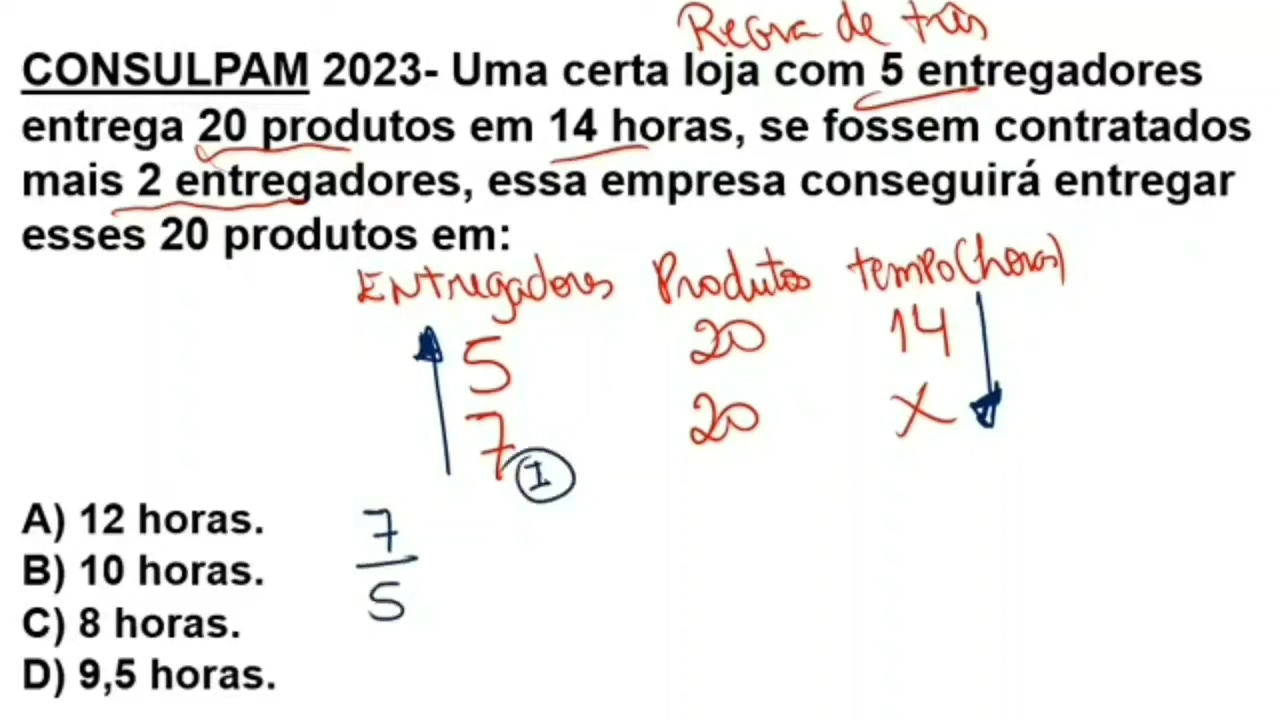 Regra de três
CONSULPAM 2023- Uma certa loja com 5 entregadores
entrega 20 produtos em 14 horas, se fossem contratados
mais 2 entregadores, essa empresa conseguirá entregar
esses 20 produtos em:
Entregadores Produtos tempo(horas)
5 20 14
7 20 x
I
A) 12 horas.
B) 10 horas.
C) 8 horas.
D) 9,5 horas.
7
5